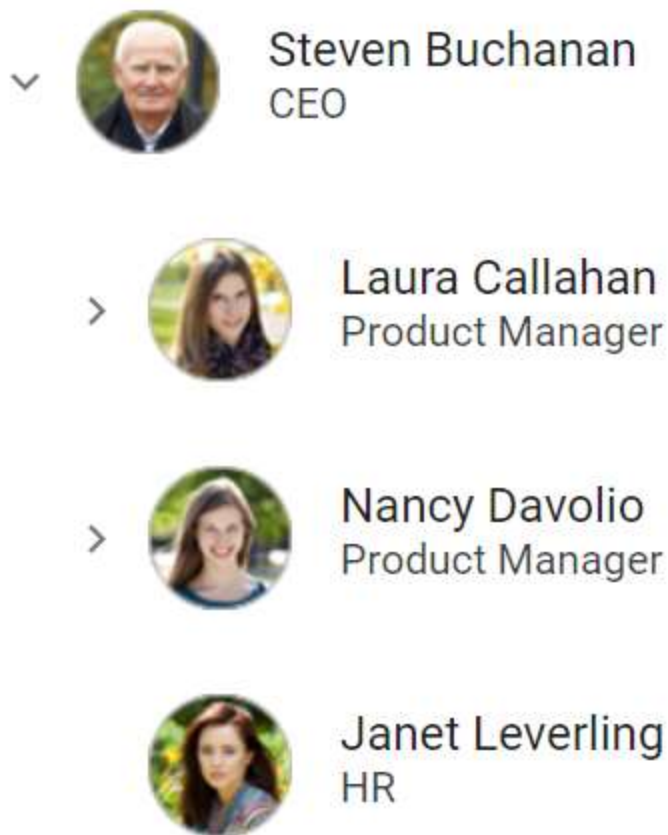 Steven Buchanan
CEO
Laura Callahan
Product Manager
Nancy Davolio
Product Manager
Janet Leverling
HR